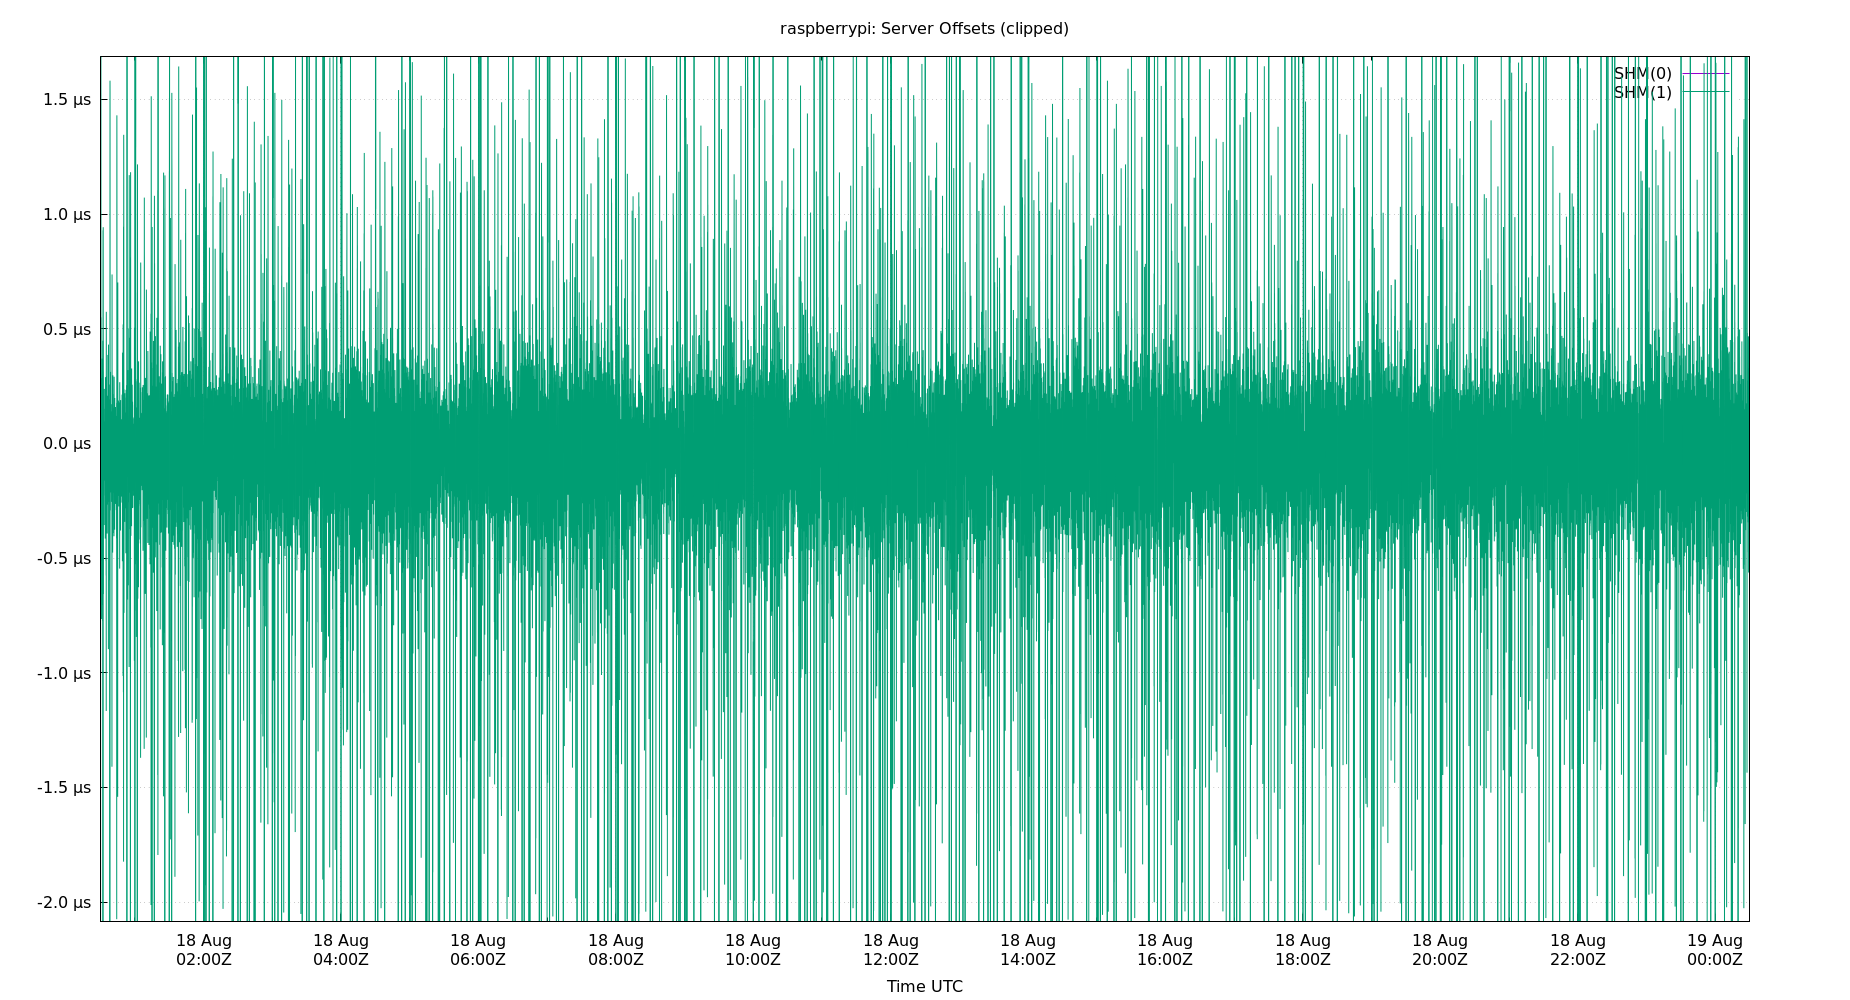 raspberrypi: Server Offsets (clipped)
SHM(0)
SHM(1)
1.5 µs
1.0 µs
0.5 µs
0.0 µs
-0.5 µs
-1.0 µs
-1.5 µs
-2.0 µs
18 Aug 18 Aug 18 Aug 18 Aug 18 Aug 18 Aug 18 Aug 18 Aug 18 Aug 18 Aug 18 Aug 19 Aug
02:00Z 04:00Z 06:00Z 08:00Z 10:00Z 12:00Z 14:00Z 16:00Z 18:00Z 20:00Z 22:00Z 00:00Z
Time UTC